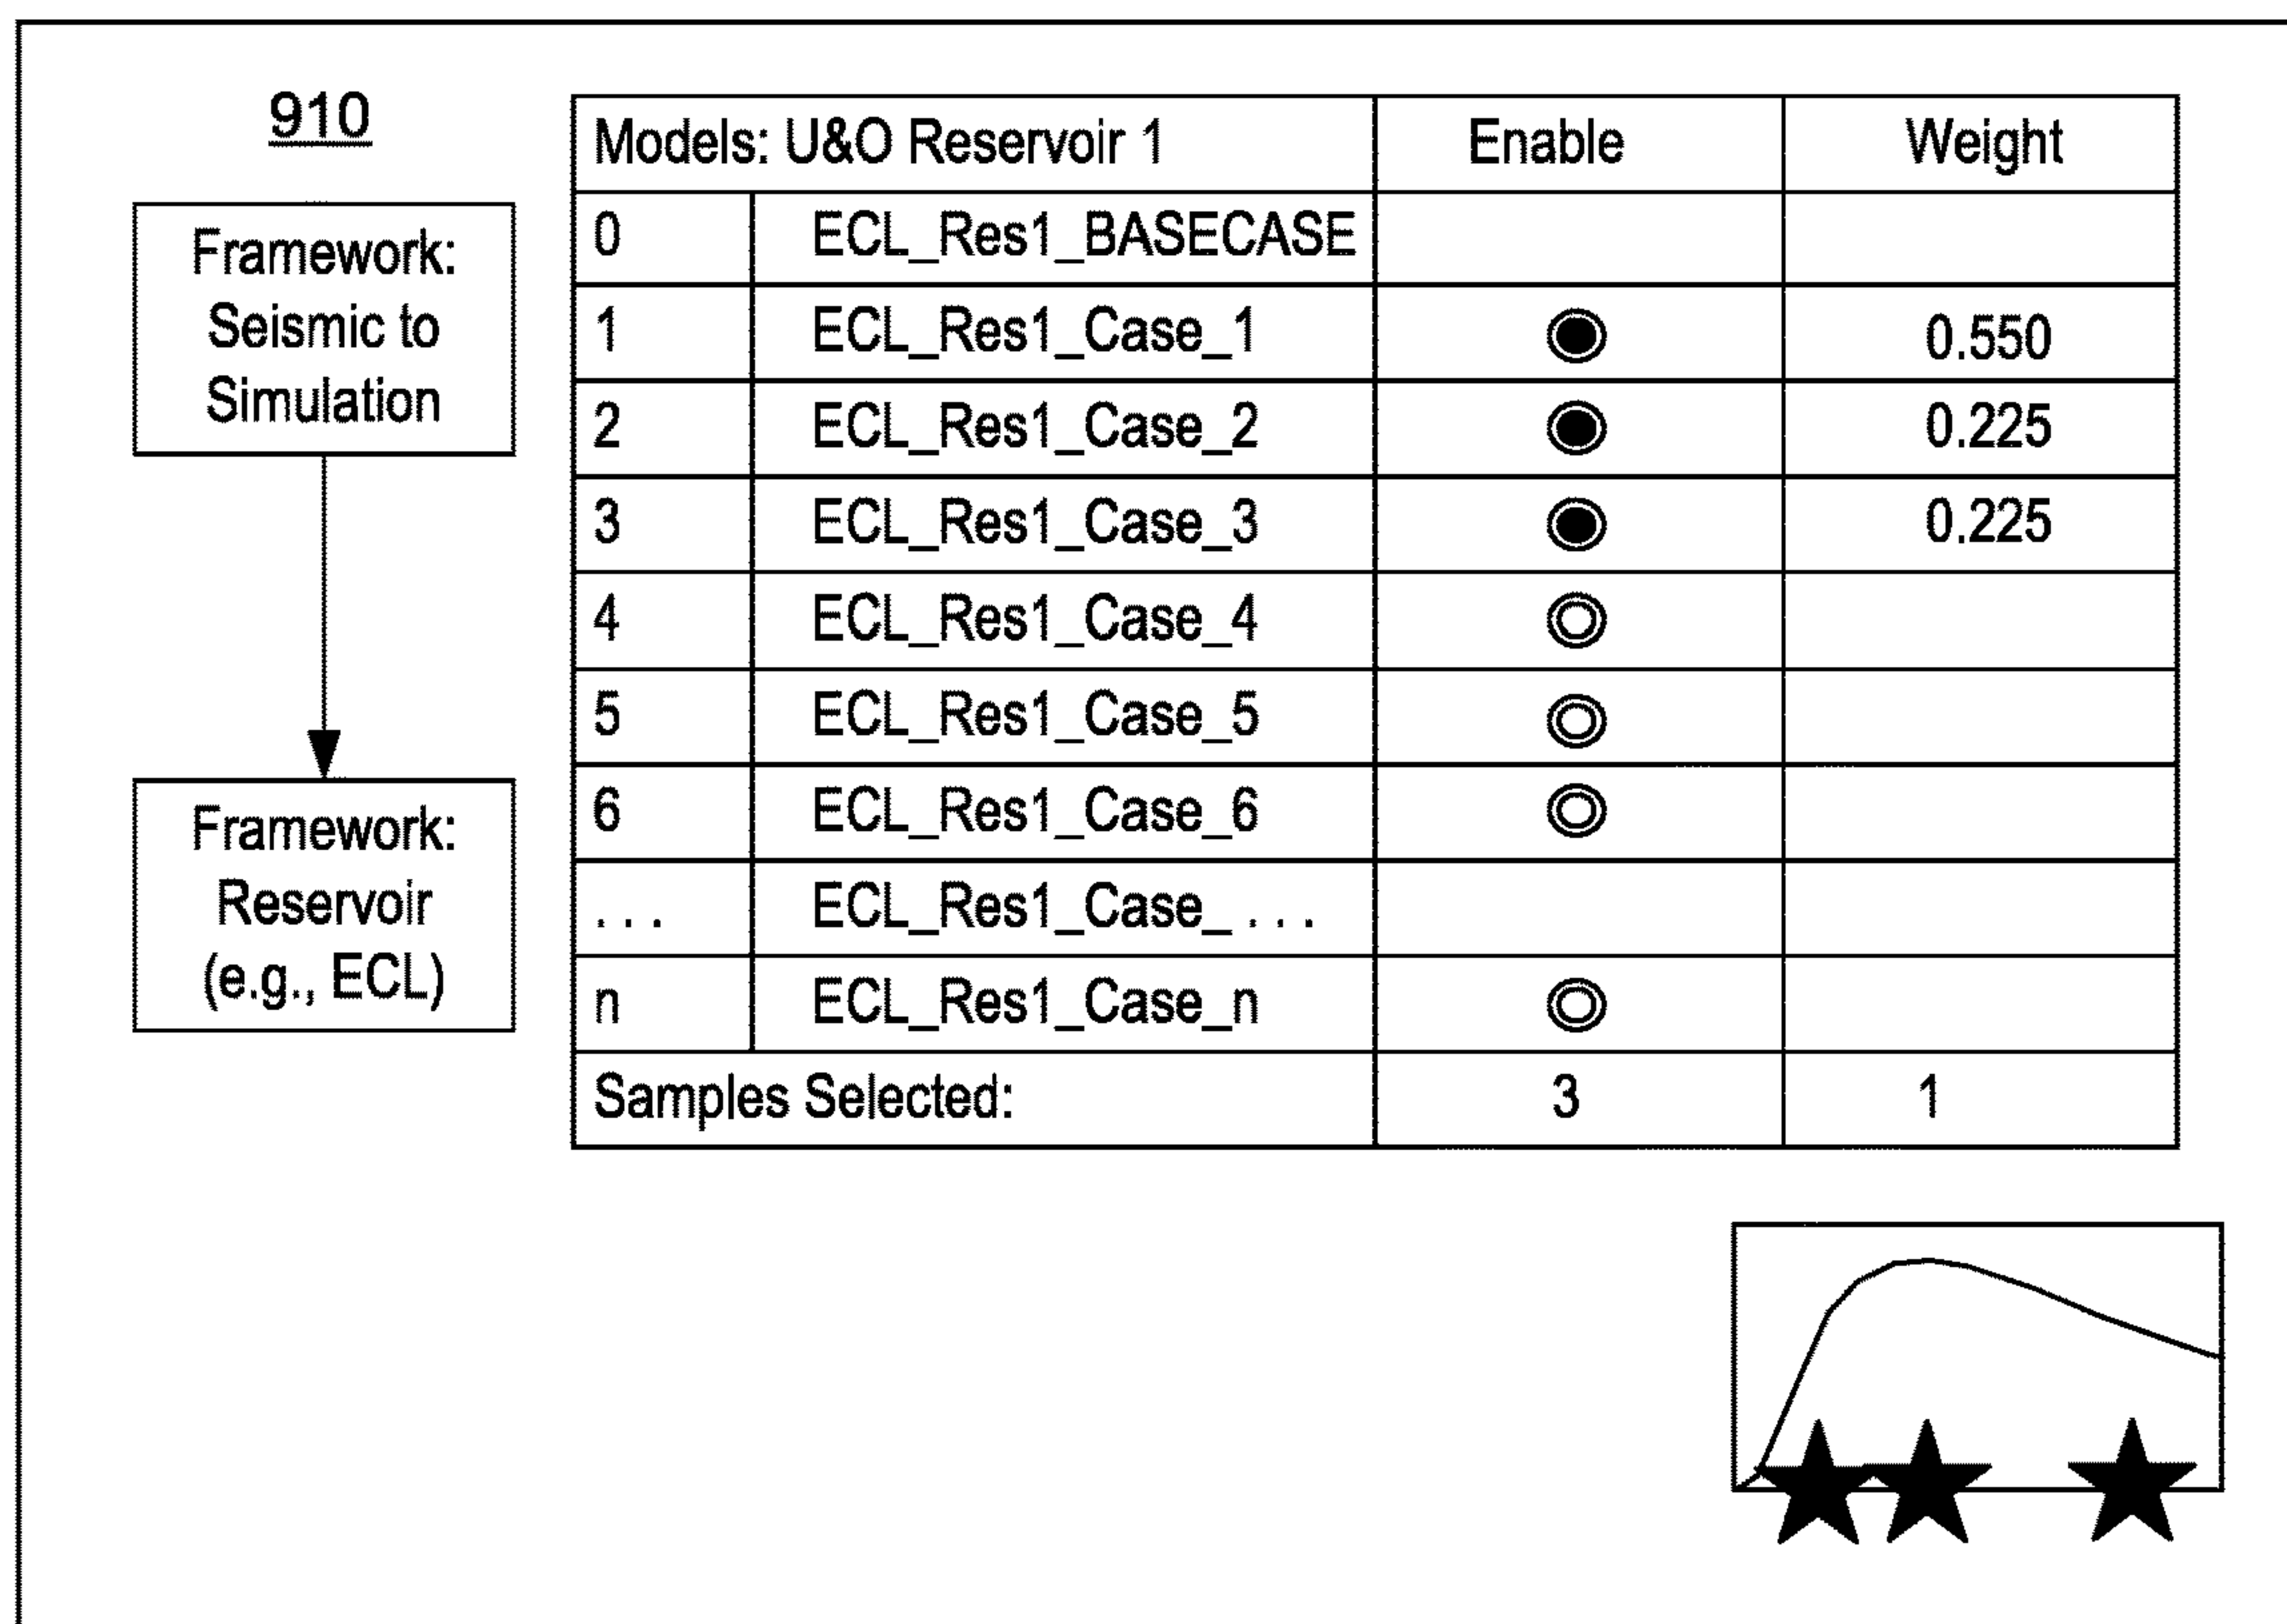 910
Framework:
Seismic to
Simulation
Framework:
Reservoir
(e.g., ECL)
Models: U&O Reservoir 1 Enable Weight
0 ECL_Res1_BASECASE
1 ECL_Res1_Case_1 0.550
2 ECL_Res1_Case_2 0.225
3 ECL_Res1_Case_3 0.225
4 ECL_Res1_Case_4
5 ECL_Res1_Case_5
6 ECL_Res1_Case_6
. . . ECL_Res1_Case_ . . .
n ECL_Res1_Case_n
Samples Selected: 3 1